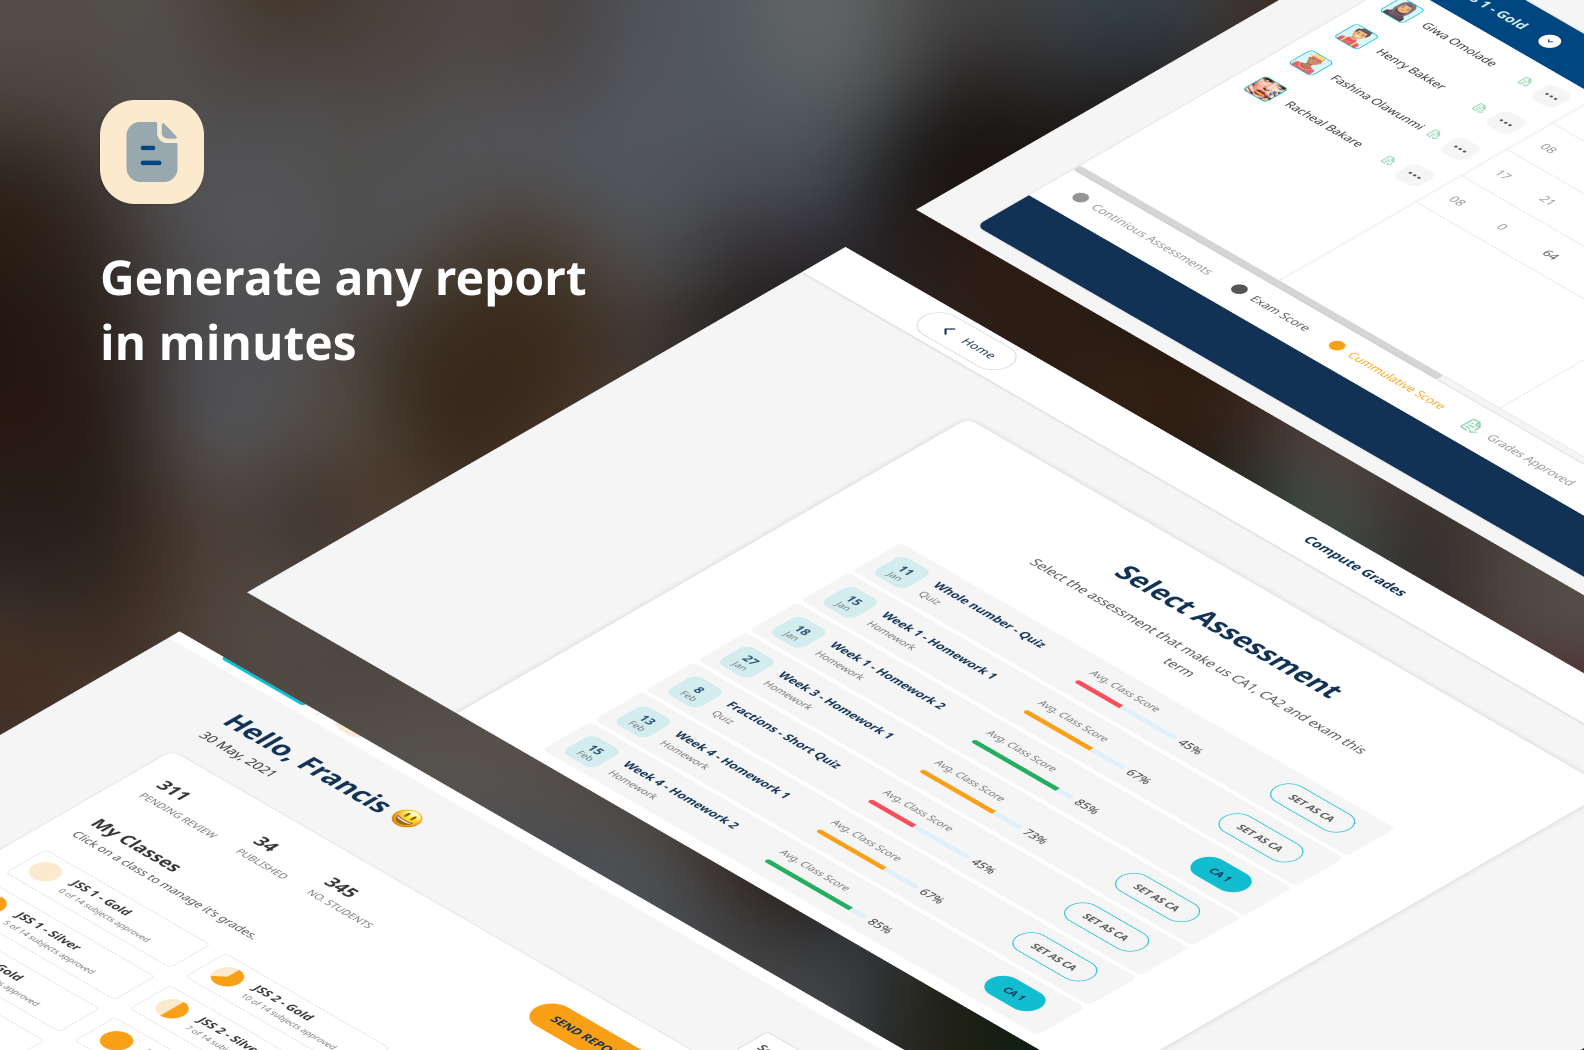 Generate any report
in minutes
JSS 1 - Gold
Giwa Omolade
Henry Bakker
Fashina Olawunmi
Racheal Bakare
08
17
21
08
0
64
Continious Assessments
Exam Score
Cummulative Score
Grades Approved
Home
Compute Grades
Select Assessment
Select the assessment that make us CA1, CA2 and exam this
term
11
Jan
Whole number - Quiz
Quiz
Avg. Class Score
45%
SET AS CA
15
Jan
Week 1 - Homework 1
Homework
Avg. Class Score
67%
SET AS CA
18
Jan
Week 1 - Homework 2
Homework
Avg. Class Score
85%
CA 1
27
Jan
Week 3 - Homework 1
Homework
Avg. Class Score
73%
SET AS CA
8
Feb
Fractions - Short Quiz
Quiz
Avg. Class Score
45%
SET AS CA
13
Feb
Week 4 - Homework 1
Homework
Avg. Class Score
67%
SET AS CA
15
Feb
Week 4 - Homework 2
Homework
Avg. Class Score
85%
CA 1
Hello, Francis 😃
30 May, 2021
311
PENDING REVIEW
34
PUBLISHED
345
NO. STUDENTS
My Classes
Click on a class to manage it's grades.
JSS 1 - Gold
0 of 14 subjects approved
JSS 1 - Silver
5 of 14 subjects approved
Gold
approved
JSS 2 - Gold
10 of 14 subjects approved
JSS 2 - Silver
7 of 14 subjects
SEND REPO